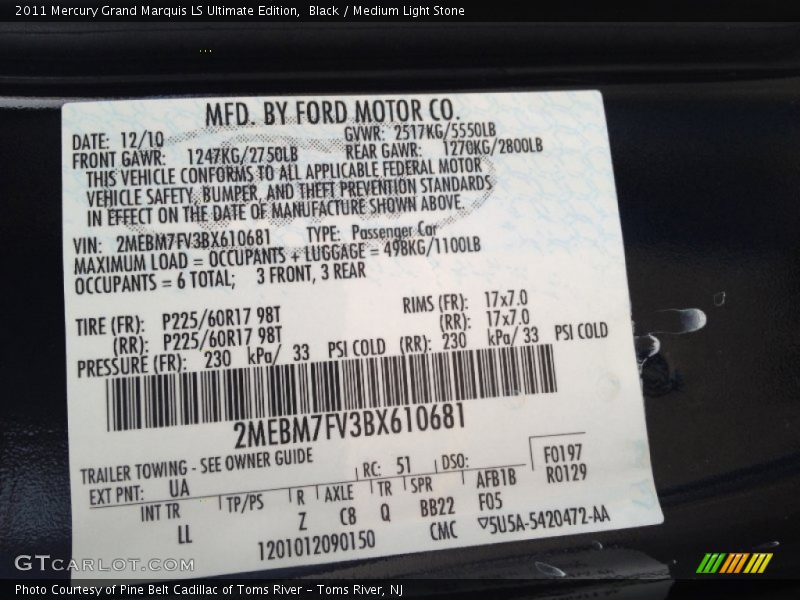 2011 Mercury Grand Marquis LS Ultimate Edition, Black / Medium Light Stone
MFD. BY FORD MOTOR CO.
DATE: 12/10 GVWR: 2517KG/5550LB
FRONT GAWR: 1247KG/2750LB REAR GAWR: 1270KG/2800LB
THIS VEHICLE CONFORMS TO ALL APPLICABLE FEDERAL MOTOR
VEHICLE SAFETY, BUMPER, AND THEFT PREVENTION STANDARDS
IN EFFECT ON THE DATE OF MANUFACTURE SHOWN ABOVE.
VIN: 2MEBM7FV3BX610681 TYPE: Passenger Car
MAXIMUM LOAD = OCCUPANTS + LUGGAGE = 498KG/1100LB
OCCUPANTS = 6 TOTAL; 3 FRONT, 3 REAR
TIRE (FR): P225/60R17 98T RIMS (FR): 17x7.0
(RR): P225/60R17 98T (RR): 17x7.0
PRESSURE (FR): 230 kPa/ 33 PSI COLD (RR): 230 kPa/ 33 PSI COLD
2MEBM7FV3BX610681
TRAILER TOWING - SEE OWNER GUIDE
EXT PNT: UA RC: 51 DSO: F0197
INT TR TP/PS R AXLE TR SPR AFB1B R0129
LL Z C8 Q BB22 F05
1201012090150 CMC ▽5U5A-5420472-AA
GTCARLOT.COM
Photo Courtesy of Pine Belt Cadillac of Toms River – Toms River, NJ